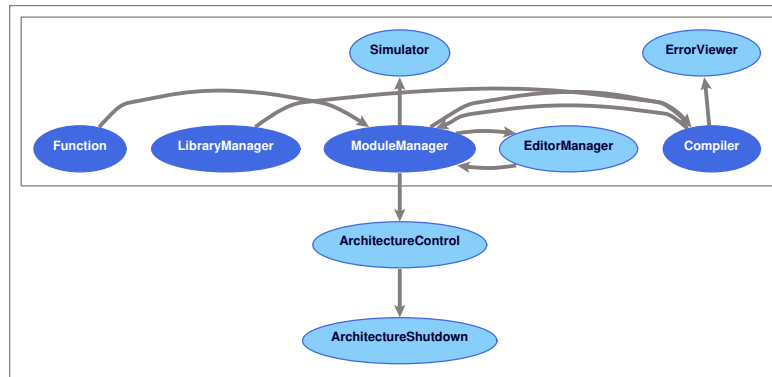 Simulator
ErrorViewer
Function
LibraryManager
ModuleManager
EditorManager
Compiler
ArchitectureControl
ArchitectureShutdown